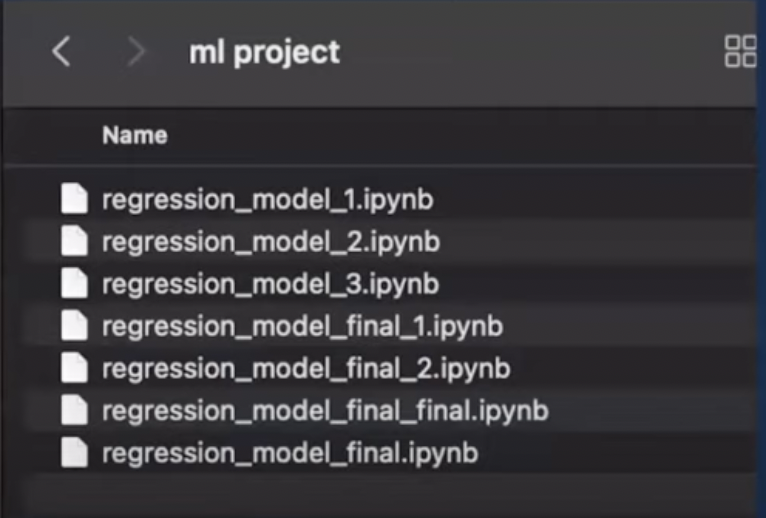 ml project
Name
regression_model_1.ipynb
regression_model_2.ipynb
regression_model_3.ipynb
regression_model_final_1.ipynb
regression_model_final_2.ipynb
regression_model_final_final.ipynb
regression_model_final.ipynb